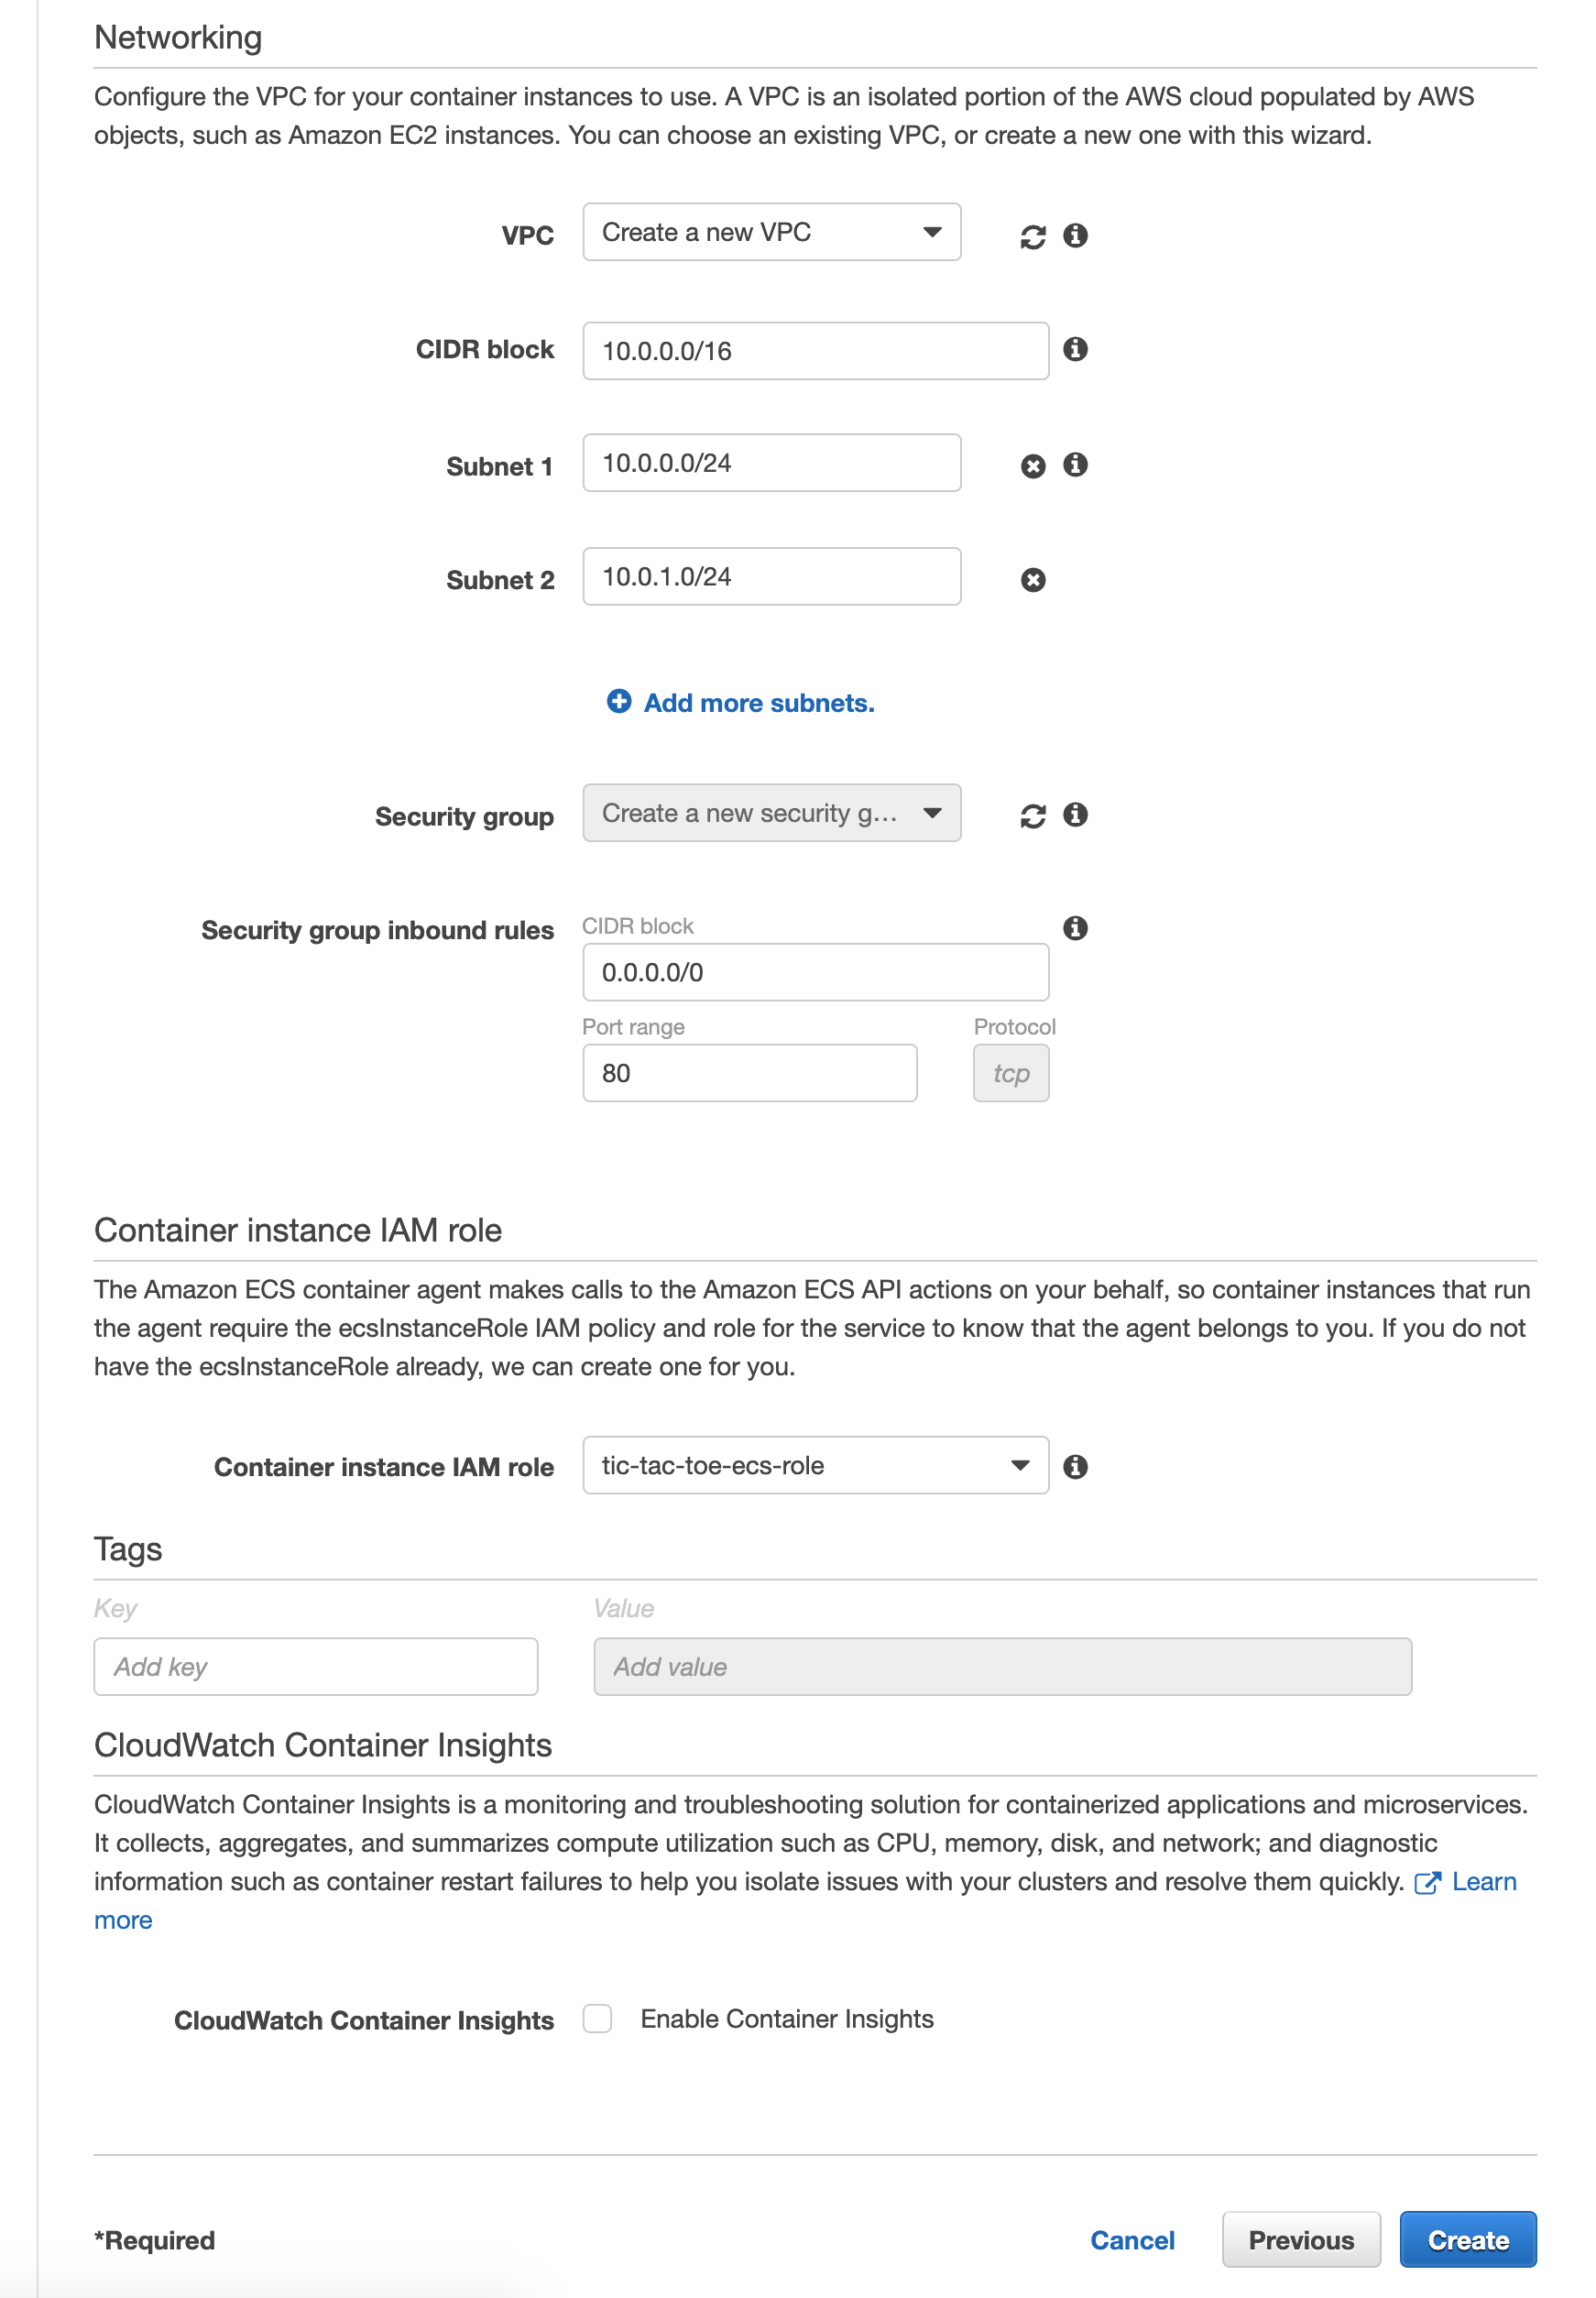 Networking
Configure the VPC for your container instances to use. A VPC is an isolated portion of the AWS cloud populated by AWS
objects, such as Amazon EC2 instances. You can choose an existing VPC, or create a new one with this wizard.
VPC Create a new VPC
CIDR block 10.0.0.0/16
Subnet 1 10.0.0.0/24
Subnet 2 10.0.1.0/24
Add more subnets.
Security group Create a new security g...
Security group inbound rules CIDR block
0.0.0.0/0
Port range Protocol
80 tcp
Container instance IAM role
The Amazon ECS container agent makes calls to the Amazon ECS API actions on your behalf, so container instances that run
the agent require the ecsInstanceRole IAM policy and role for the service to know that the agent belongs to you. If you do not
have the ecsInstanceRole already, we can create one for you.
Container instance IAM role tic-tac-toe-ecs-role
Tags
Key Value
Add key Add value
CloudWatch Container Insights
CloudWatch Container Insights is a monitoring and troubleshooting solution for containerized applications and microservices.
It collects, aggregates, and summarizes compute utilization such as CPU, memory, disk, and network; and diagnostic
information such as container restart failures to help you isolate issues with your clusters and resolve them quickly. Learn
more
CloudWatch Container Insights Enable Container Insights
*Required Cancel Previous Create